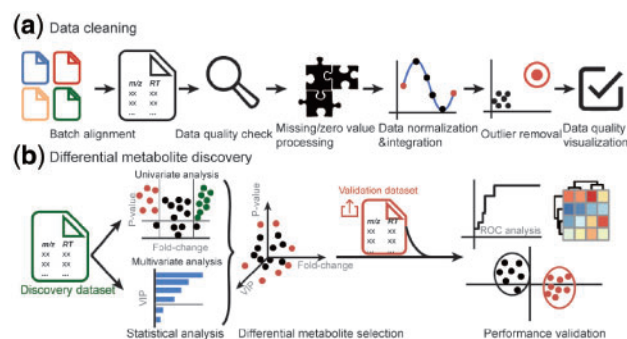 (a) Data cleaning
m/z RT
xx xx
xx xx
... ...
Batch alignment
Data quality check
Missing/zero value
processing
Data normalization
&integration
Outlier removal
Data quality
visualization
(b) Differential metabolite discovery
m/z RT
xx xx
xx xx
... ...
Discovery dataset
Univariate analysis
P-value
Fold-change
Multivariate analysis
VIP
Statistical analysis
P-value
Fold-change
VIP
Differential metabolite selection
Validation dataset
m/z RT
xx xx
xx xx
... ...
ROC analysis
Performance validation